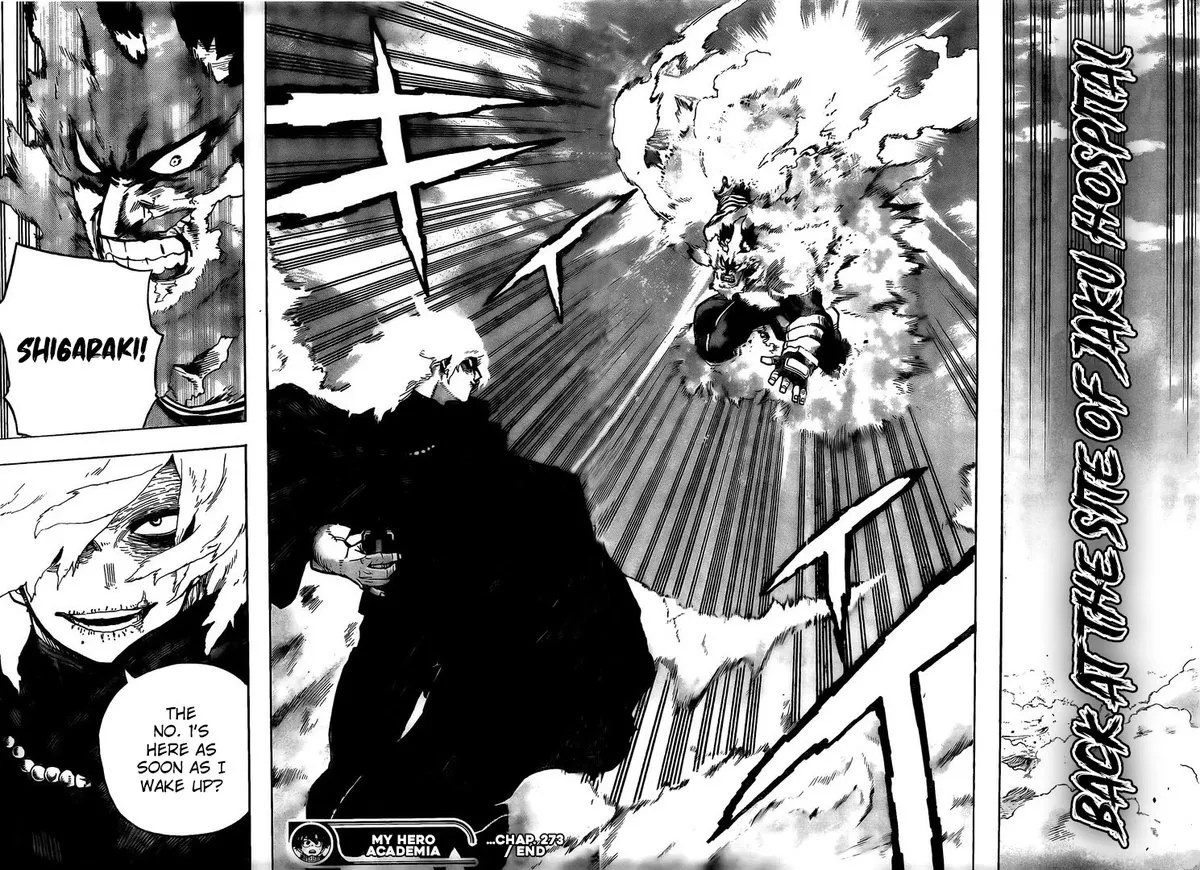 BACK AT THE SITE OF JAKU HOSPITAL
SHIGARAKI!
THE
NO. 1'S
HERE AS
SOON AS I
WAKE UP?
MY HERO
ACADEMIA
...CHAP. 273
/ END